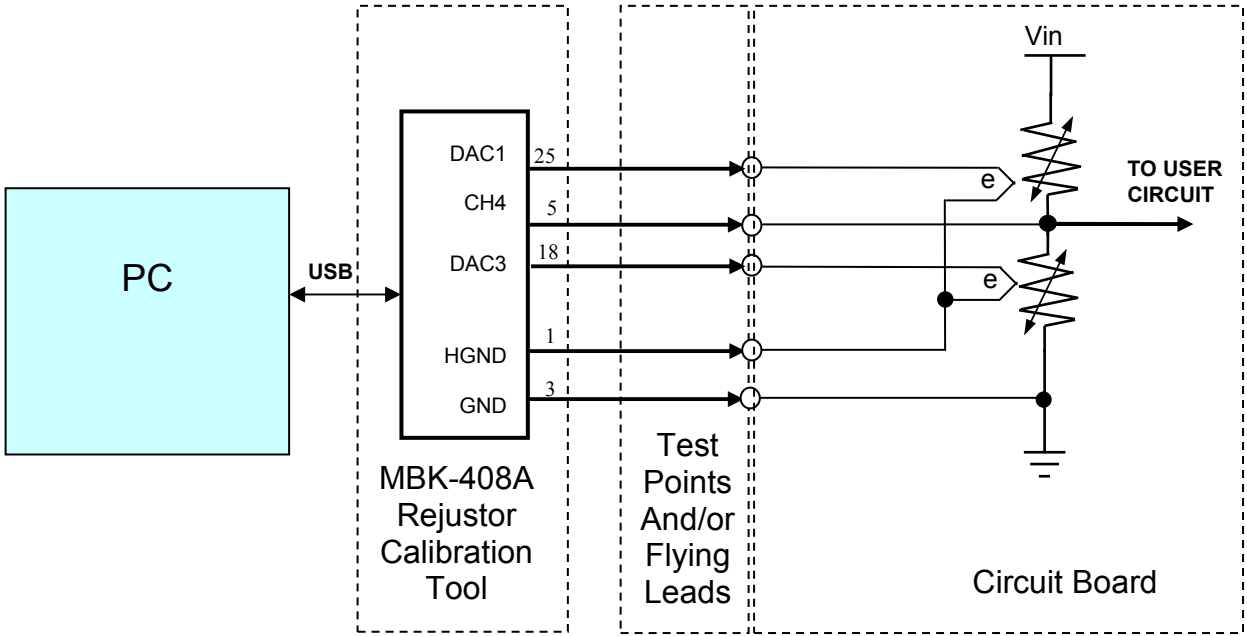 Vin
DAC1
25
CH4
5
DAC3
18
HGND
1
GND
3
e
e
TO USER
CIRCUIT
PC
USB
MBK-408A
Rejustor
Calibration
Tool
Test
Points
And/or
Flying
Leads
Circuit Board